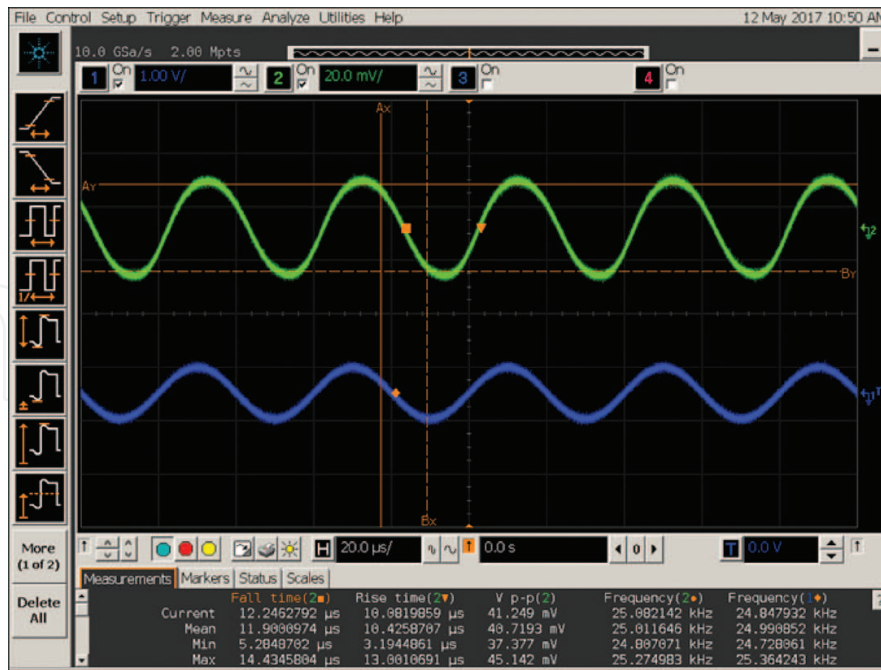 File Control Setup Trigger Measure Analyze Utilities Help 12 May 2017 10:50 AM
10.0 GSa/s 2.00 Mpts
1 On 1.00 V/ 2 On 20.0 mV/ 3 On 4 On
Ax
Ay
2
By
1
Bx
1/
More
(1 of 2)
Delete
All
H 20.0 µs/ 0.0 s 0 T 0.0 V
Measurements Markers Status Scales
Fall time(2■) Rise time(2▼) V p-p(2) Frequency(2●) Frequency(1♦)
Current 12.2462792 µs 10.0819859 µs 41.249 mV 25.082142 kHz 24.847932 kHz
Mean 11.9000974 µs 10.4258707 µs 40.7193 mV 25.011646 kHz 24.990852 kHz
Min 5.2848702 µs 3.1944861 µs 37.377 mV 24.807071 kHz 24.728061 kHz
Max 14.4345804 µs 13.0010691 µs 45.142 mV 25.274983 kHz 25.364243 kHz